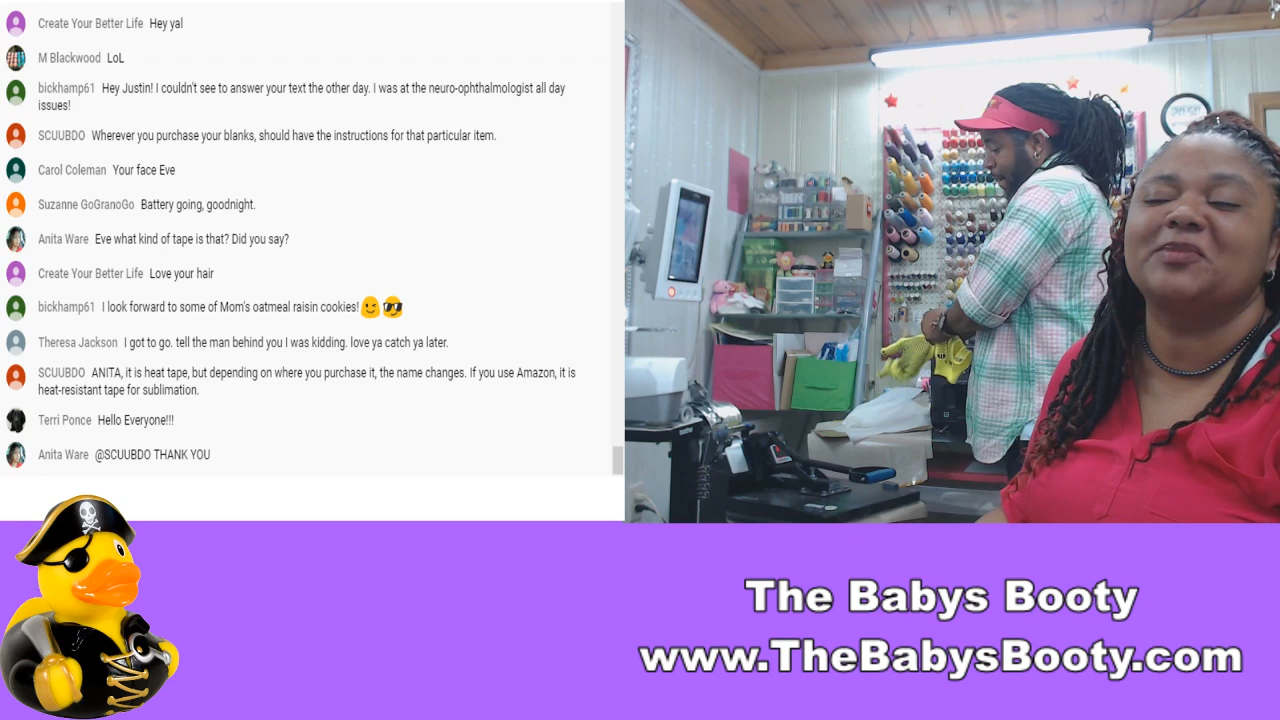 Create Your Better Life Hey yal
M Blackwood LoL
bickhamp61 Hey Justin! I couldn't see to answer your text the other day. I was at the neuro-ophthalmologist all day
issues!
SCUUBDO Wherever you purchase your blanks, should have the instructions for that particular item.
Carol Coleman Your face Eve
Suzanne GoGranoGo Battery going, goodnight.
Anita Ware Eve what kind of tape is that? Did you say?
Create Your Better Life Love your hair
bickhamp61 I look forward to some of Mom's oatmeal raisin cookies! 😉 😎
Theresa Jackson I got to go. tell the man behind you I was kidding. love ya catch ya later.
SCUUBDO ANITA, it is heat tape, but depending on where you purchase it, the name changes. If you use Amazon, it is
heat-resistant tape for sublimation.
Terri Ponce Hello Everyone!!!
Anita Ware @SCUUBDO THANK YOU
The Babys Booty
www.TheBabysBooty.com